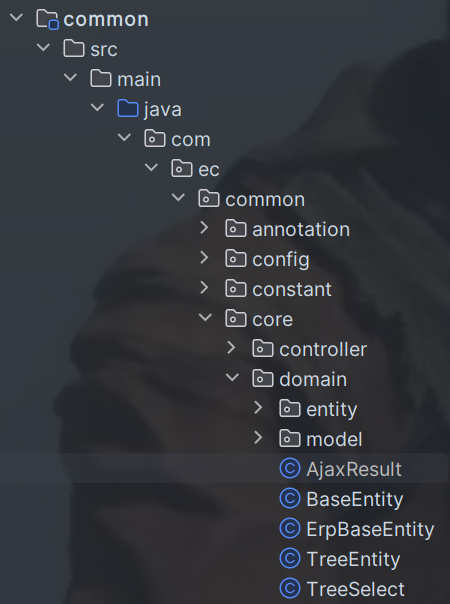 common
src
main
java
com
ec
common
annotation
config
constant
core
controller
domain
entity
model
AjaxResult
BaseEntity
ErpBaseEntity
TreeEntity
TreeSelect